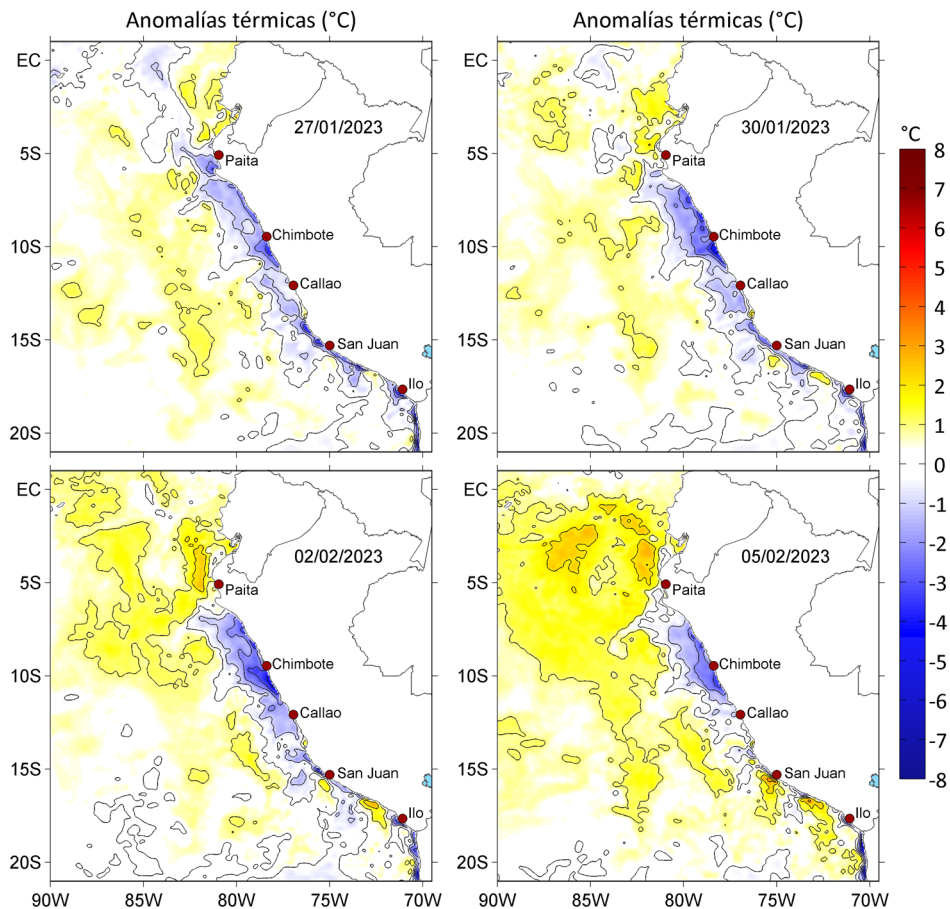 Anomalías térmicas (°C)
Anomalías térmicas (°C)
EC
5S
10S
15S
20S
27/01/2023
Paita
Chimbote
Callao
San Juan
Ilo
EC
5S
10S
15S
20S
30/01/2023
Paita
Chimbote
Callao
San Juan
Ilo
°C
8
7
6
5
4
3
2
1
0
-1
-2
-3
-4
-5
-6
-7
-8
EC
5S
10S
15S
20S
02/02/2023
Paita
Chimbote
Callao
San Juan
Ilo
90W
85W
80W
75W
70W
EC
5S
10S
15S
20S
05/02/2023
Paita
Chimbote
Callao
San Juan
Ilo
90W
85W
80W
75W
70W